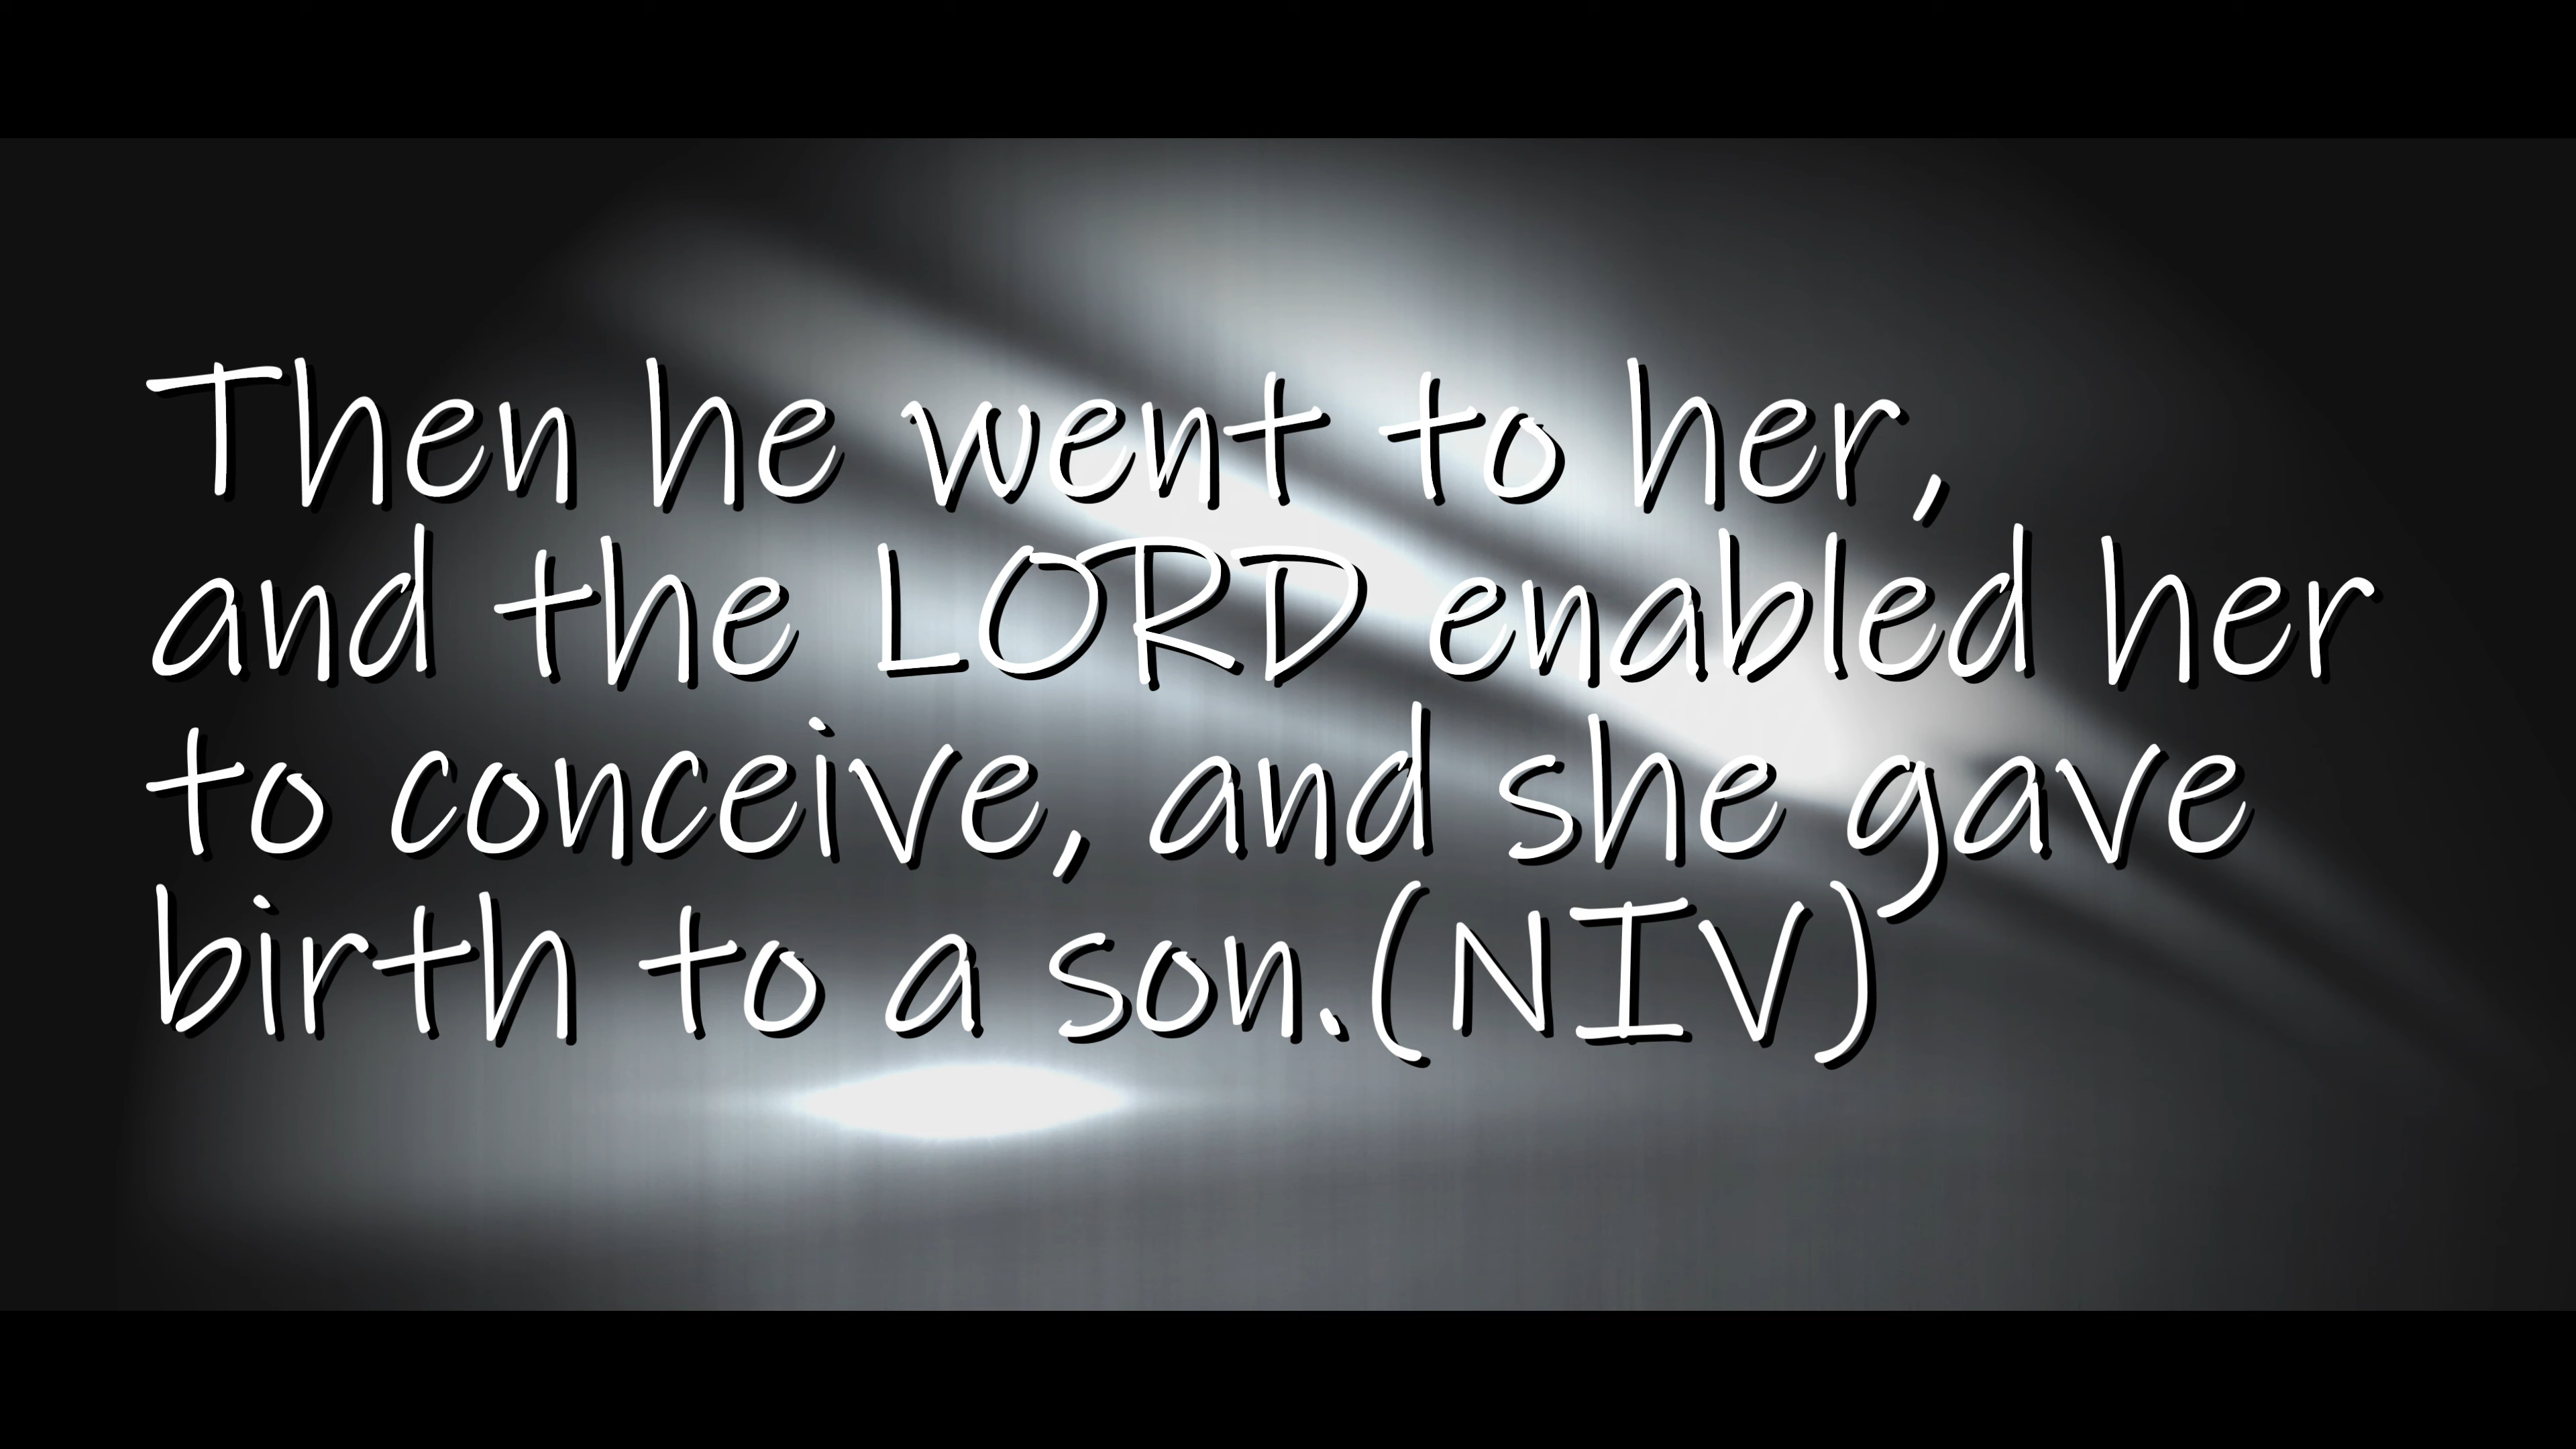 Then he went to her,
and the LORD enabled her
to conceive, and she gave
birth to a son.(NIV)